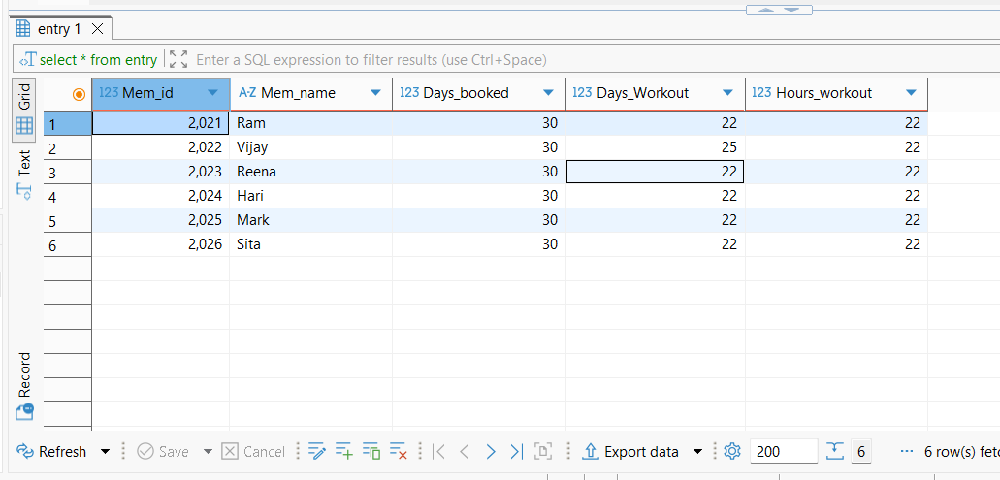 entry 1
select * from entry Enter a SQL expression to filter results (use Ctrl+Space)
Grid
Text
Record
123 Mem_id A-Z Mem_name 123 Days_booked 123 Days_Workout 123 Hours_workout
1 2,021 Ram 30 22 22
2 2,022 Vijay 30 25 22
3 2,023 Reena 30 22 22
4 2,024 Hari 30 22 22
5 2,025 Mark 30 22 22
6 2,026 Sita 30 22 22
Refresh Save Cancel Export data 200 6 ... 6 row(s)